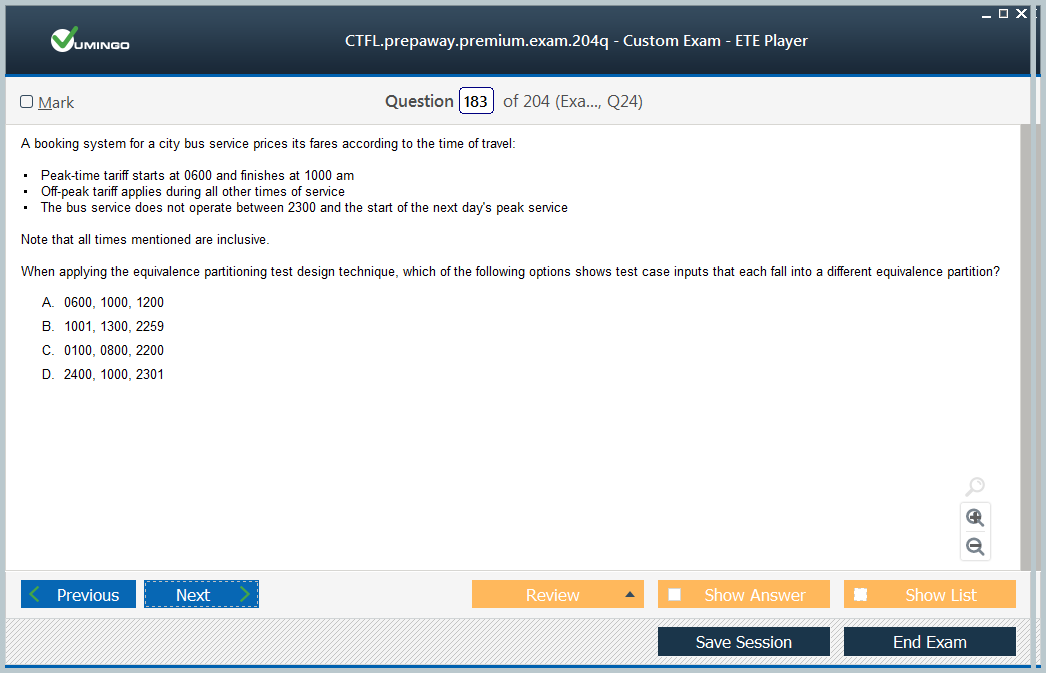 VUMINGO
CTFL.prepaway.premium.exam.204q - Custom Exam - ETE Player
Mark
Question 183 of 204 (Exa..., Q24)
A booking system for a city bus service prices its fares according to the time of travel:
• Peak-time tariff starts at 0600 and finishes at 1000 am
• Off-peak tariff applies during all other times of service
• The bus service does not operate between 2300 and the start of the next day's peak service
Note that all times mentioned are inclusive.
When applying the equivalence partitioning test design technique, which of the following options shows test case inputs that each fall into a different equivalence partition?
A. 0600, 1000, 1200
B. 1001, 1300, 2259
C. 0100, 0800, 2200
D. 2400, 1000, 2301
Previous
Next
Review
Show Answer
Show List
Save Session
End Exam